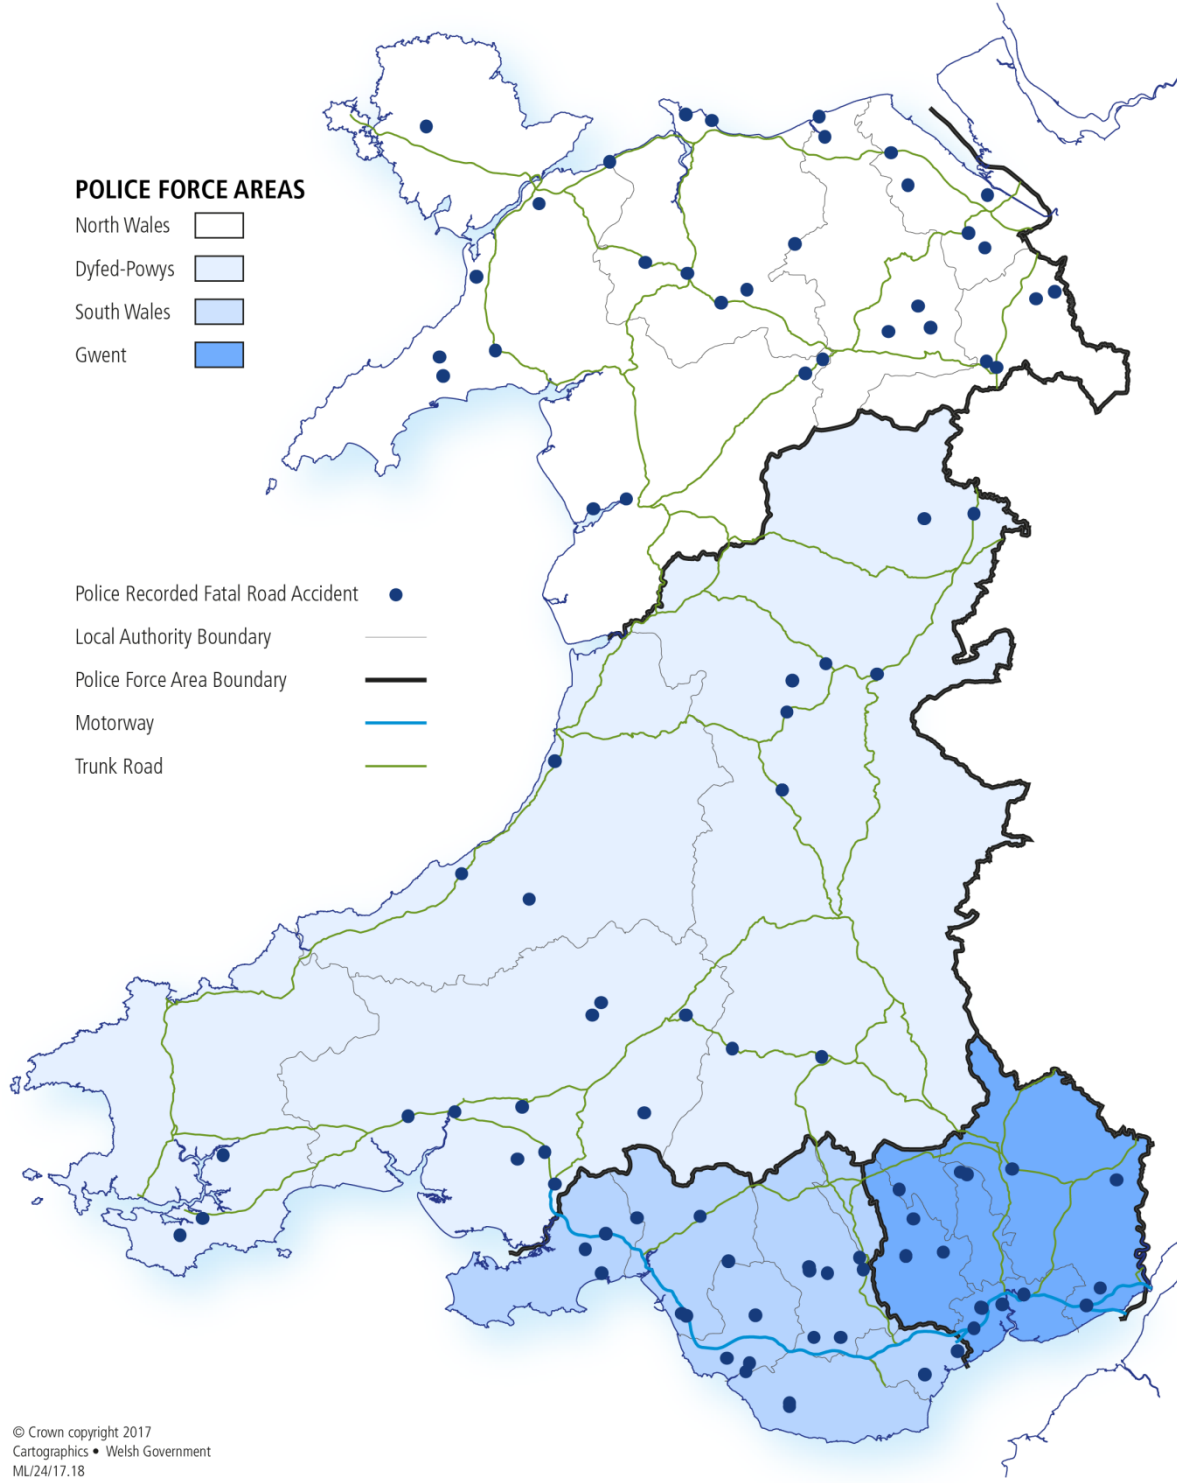 POLICE FORCE AREAS
North Wales
Dyfed-Powys
South Wales
Gwent
Police Recorded Fatal Road Accident
Local Authority Boundary
Police Force Area Boundary
Motorway
Trunk Road
© Crown copyright 2017
Cartographics • Welsh Government
ML/24/17.18